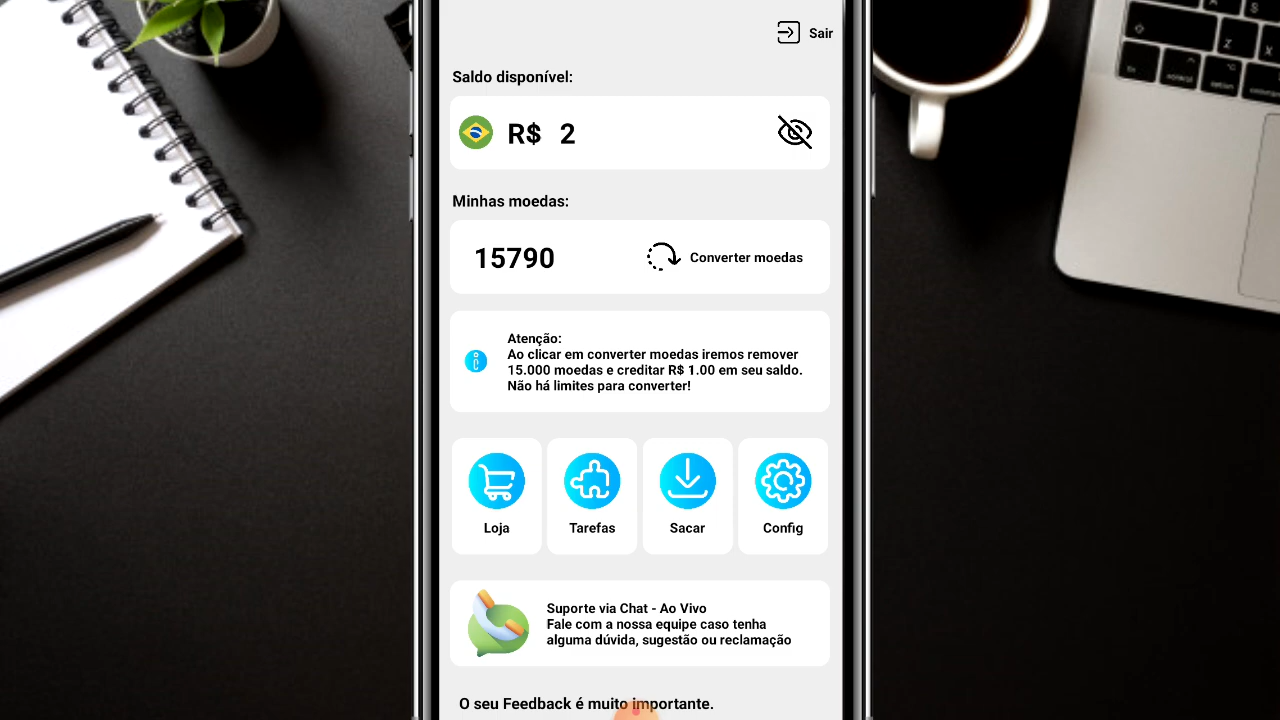 Sair
Saldo disponível:
R$ 2
Minhas moedas:
15790
Converter moedas
Atenção:
Ao clicar em converter moedas iremos remover
15.000 moedas e creditar R$ 1.00 em seu saldo.
Não há limites para converter!
Loja
Tarefas
Sacar
Config
Suporte via Chat - Ao Vivo
Fale com a nossa equipe caso tenha
alguma dúvida, sugestão ou reclamação
O seu Feedback é muito importante.